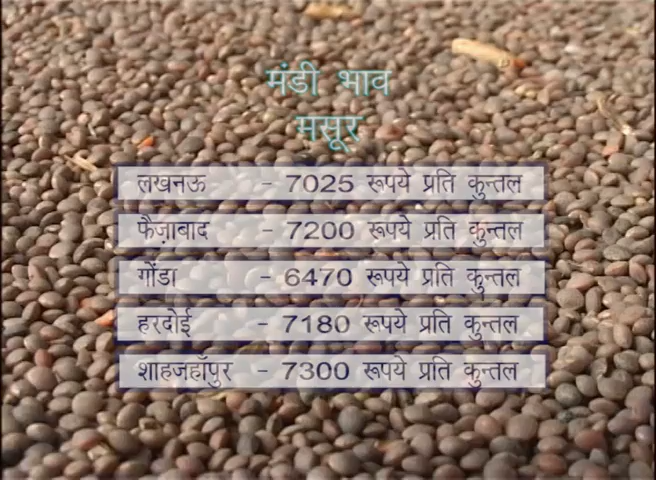 मंडी भाव
मसूर
लखनऊ - 7025 रूपये प्रति कुन्तल
फैज़ाबाद - 7200 रूपये प्रति कुन्तल
गोंडा - 6470 रूपये प्रति कुन्तल
हरदोई - 7180 रूपये प्रति कुन्तल
शाहजहाँपुर - 7300 रूपये प्रति कुन्तल